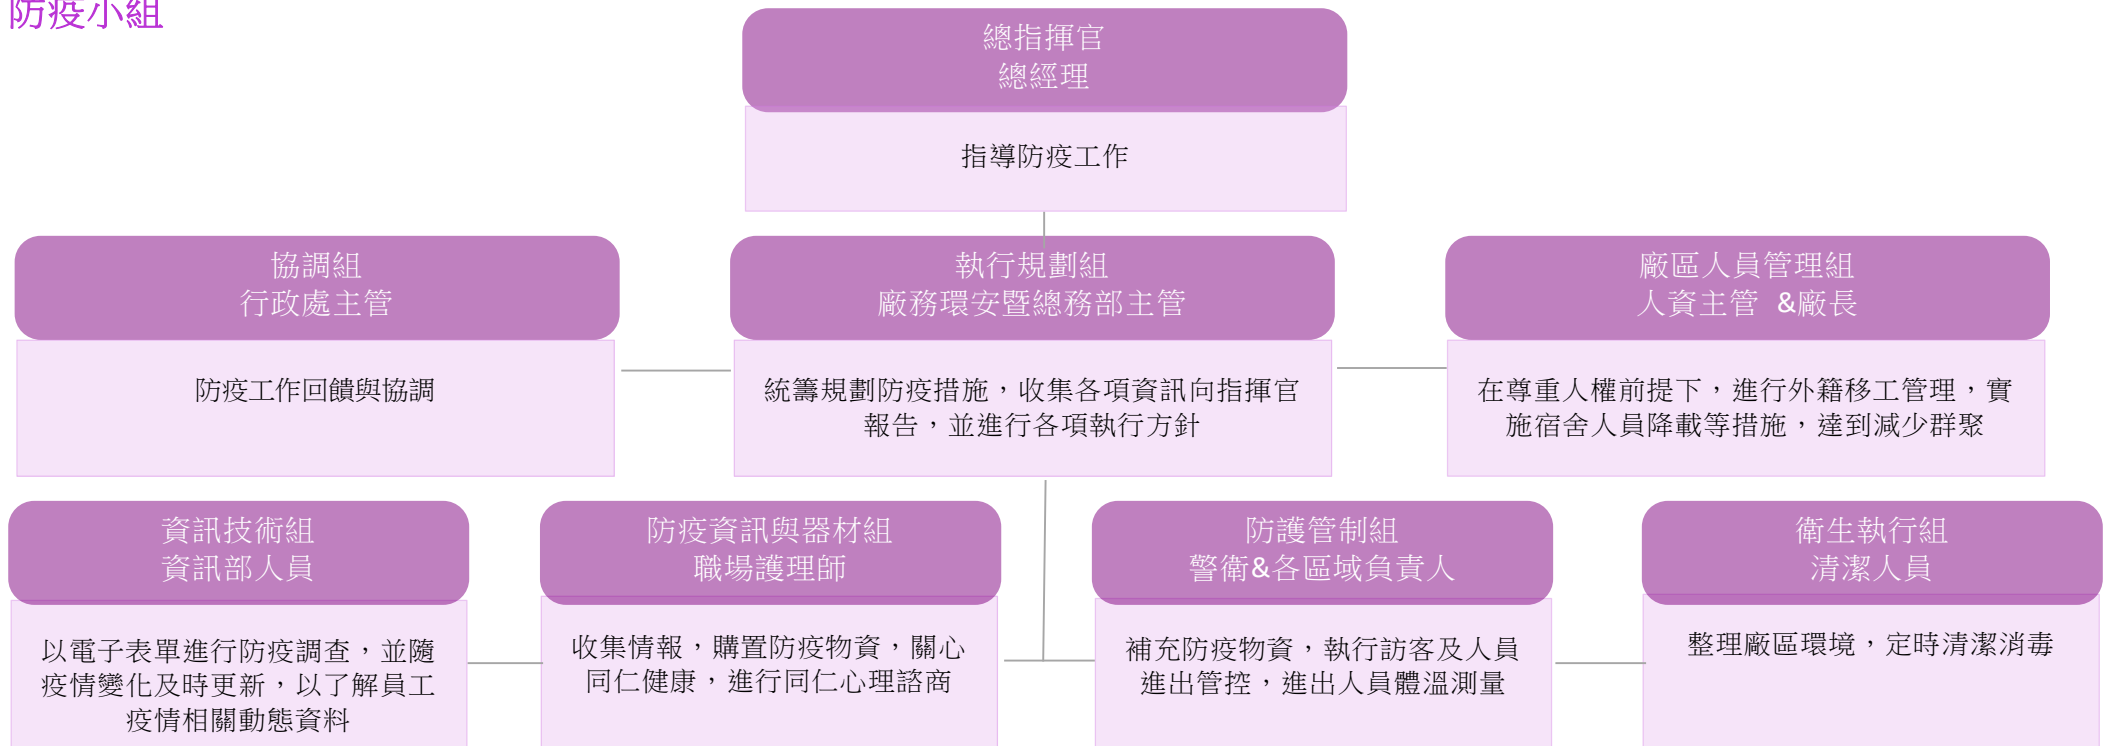 防疫小組
總指揮官
總經理
指導防疫工作
協調組
行政處主管
防疫工作回饋與協調
執行規劃組
廠務環安暨總務部主管
統籌規劃防疫措施，收集各項資訊向指揮官
報告，並進行各項執行方針
廠區人員管理組
人資主管 &廠長
在尊重人權前提下，進行外籍移工管理，實
施宿舍人員降載等措施，達到減少群聚
資訊技術組
資訊部人員
以電子表單進行防疫調查，並隨
疫情變化及時更新，以了解員工
疫情相關動態資料
防疫資訊與器材組
職場護理師
收集情報，購置防疫物資，關心
同仁健康，進行同仁心理諮商
防護管制組
警衛&各區域負責人
補充防疫物資，執行訪客及人員
進出管控，進出人員體溫測量
衛生執行組
清潔人員
整理廠區環境，定時清潔消毒